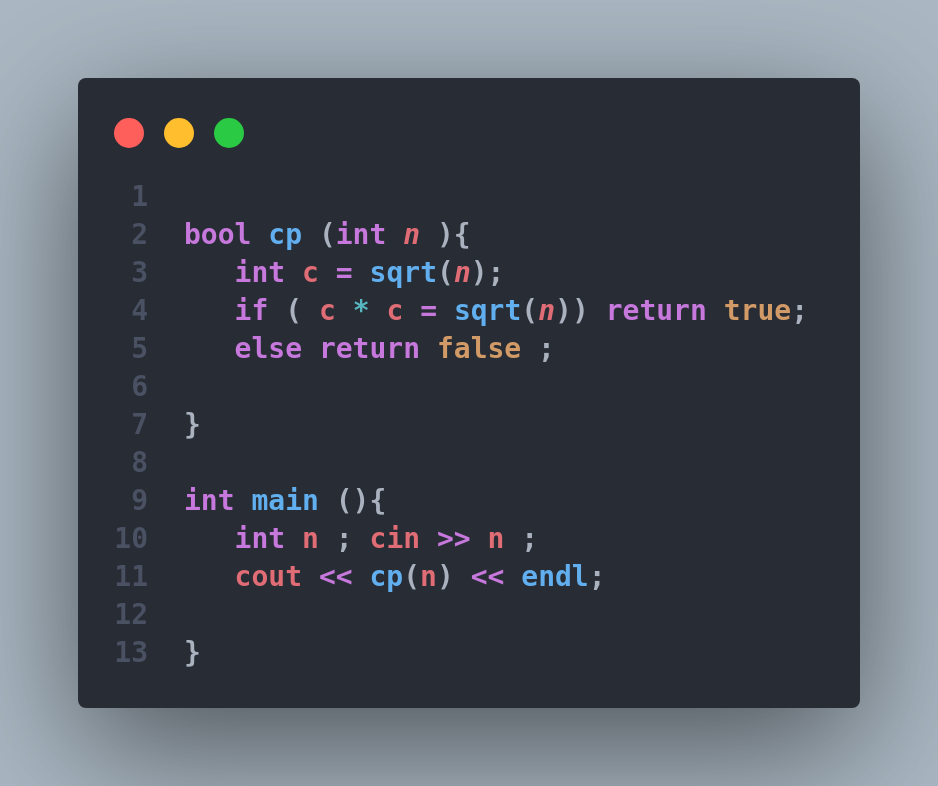 1
2 bool cp (int n ){
3    int c = sqrt(n);
4    if ( c * c = sqrt(n)) return true;
5    else return false ;
6
7 }
8
9 int main (){
10    int n ; cin >> n ;
11    cout << cp(n) << endl;
12
13 }